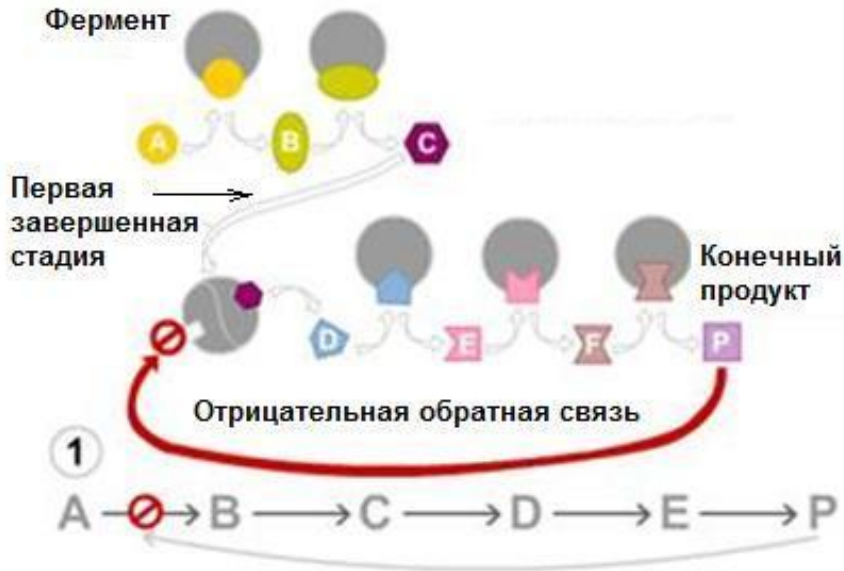 Фермент
A B C
Первая
завершенная
стадия
Конечный
продукт
D E F P
Отрицательная обратная связь
1
A B C D E P